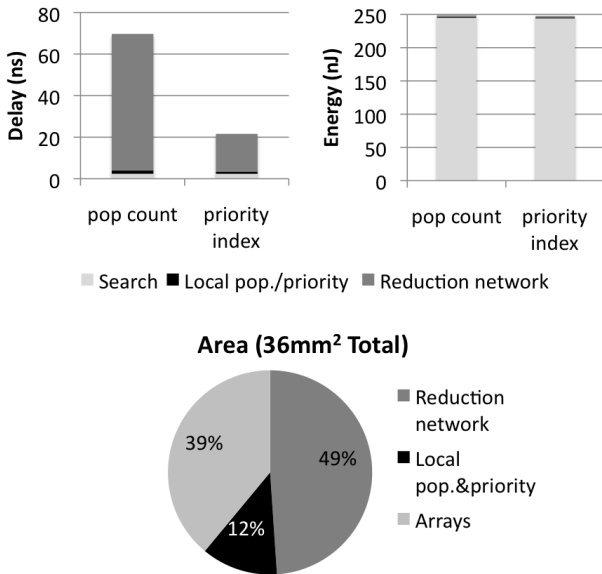 80
60
40
20
0
Delay (ns)
pop count
priority
index
250
200
150
100
50
0
Energy (nJ)
pop count
priority
index
Search
Local pop./priority
Reduction network
Area (36mm² Total)
39%
49%
12%
Reduction
network
Local
pop.&priority
Arrays